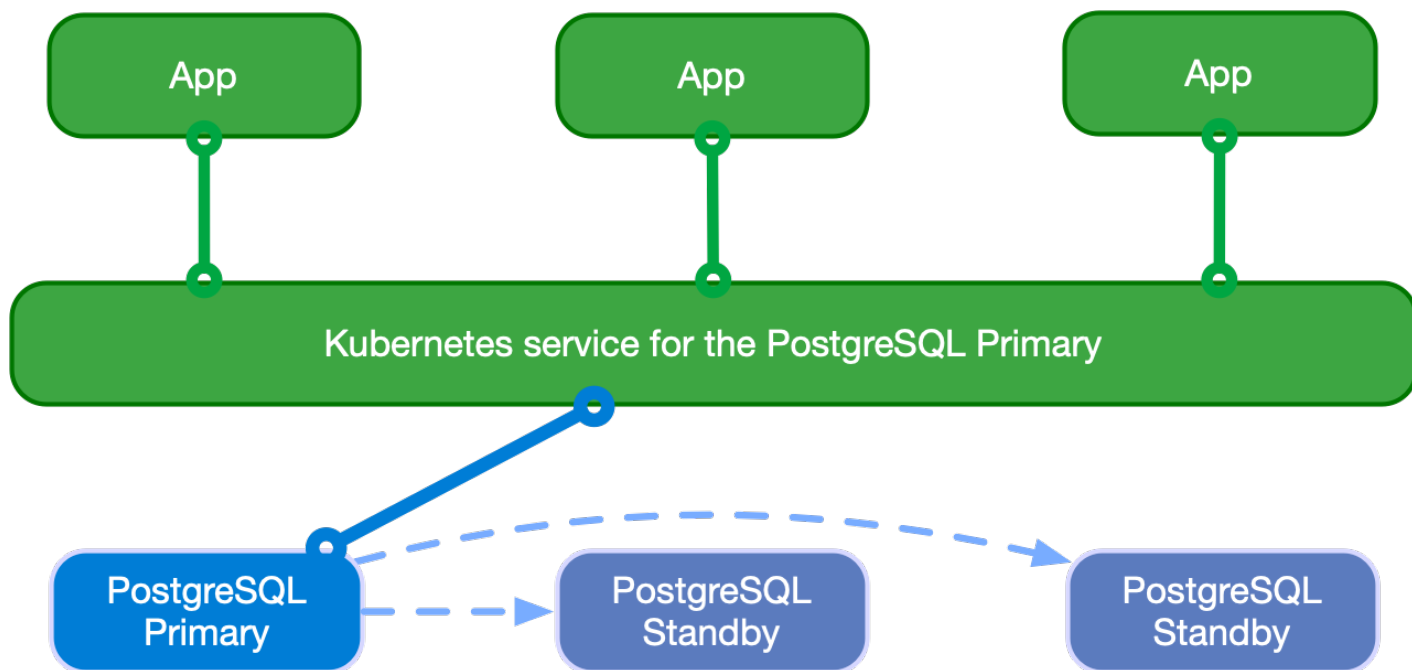 App
App
App
Kubernetes service for the PostgreSQL Primary
PostgreSQL
Primary
PostgreSQL
Standby
PostgreSQL
Standby